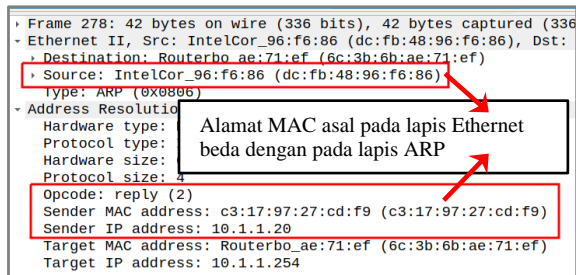 Frame 278: 42 bytes on wire (336 bits), 42 bytes captured (336
Ethernet II, Src: IntelCor_96:f6:86 (dc:fb:48:96:f6:86), Dst:
Destination: Routerbo_ae:71:ef (6c:3b:6b:ae:71:ef)
Source: IntelCor_96:f6:86 (dc:fb:48:96:f6:86)
Type: ARP (0x0806)
Address Resolutio
Hardware type:
Protocol type:
Hardware size:
Protocol size: 4
Alamat MAC asal pada lapis Ethernet
beda dengan pada lapis ARP
Opcode: reply (2)
Sender MAC address: c3:17:97:27:cd:f9 (c3:17:97:27:cd:f9)
Sender IP address: 10.1.1.20
Target MAC address: Routerbo_ae:71:ef (6c:3b:6b:ae:71:ef)
Target IP address: 10.1.1.254